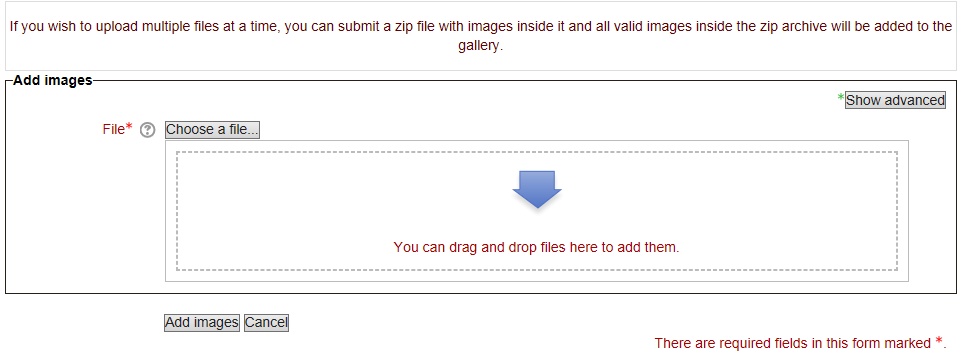 If you wish to upload multiple files at a time, you can submit a zip file with images inside it and all valid images inside the zip archive will be added to the
gallery.
Add images
*Show advanced
File* Choose a file...
You can drag and drop files here to add them.
Add images Cancel
There are required fields in this form marked *.